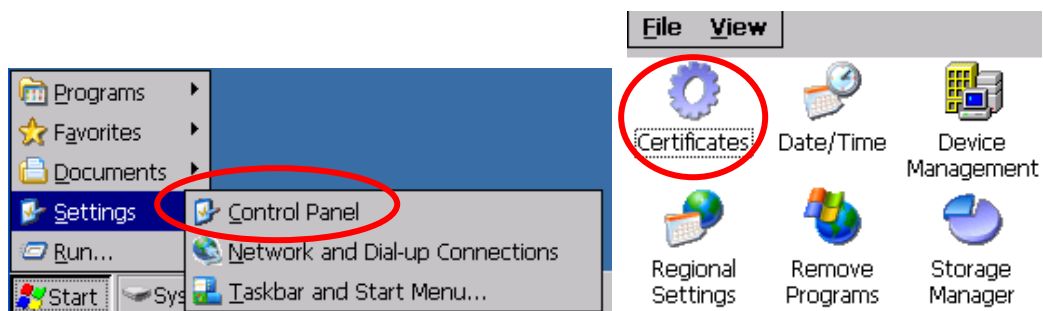 Programs
Favorites
Documents
Settings
Run...
Start
Sys
Control Panel
Network and Dial-up Connections
Taskbar and Start Menu...
File View
Certificates Date/Time Device
Management
Regional Remove Storage
Settings Programs Manager